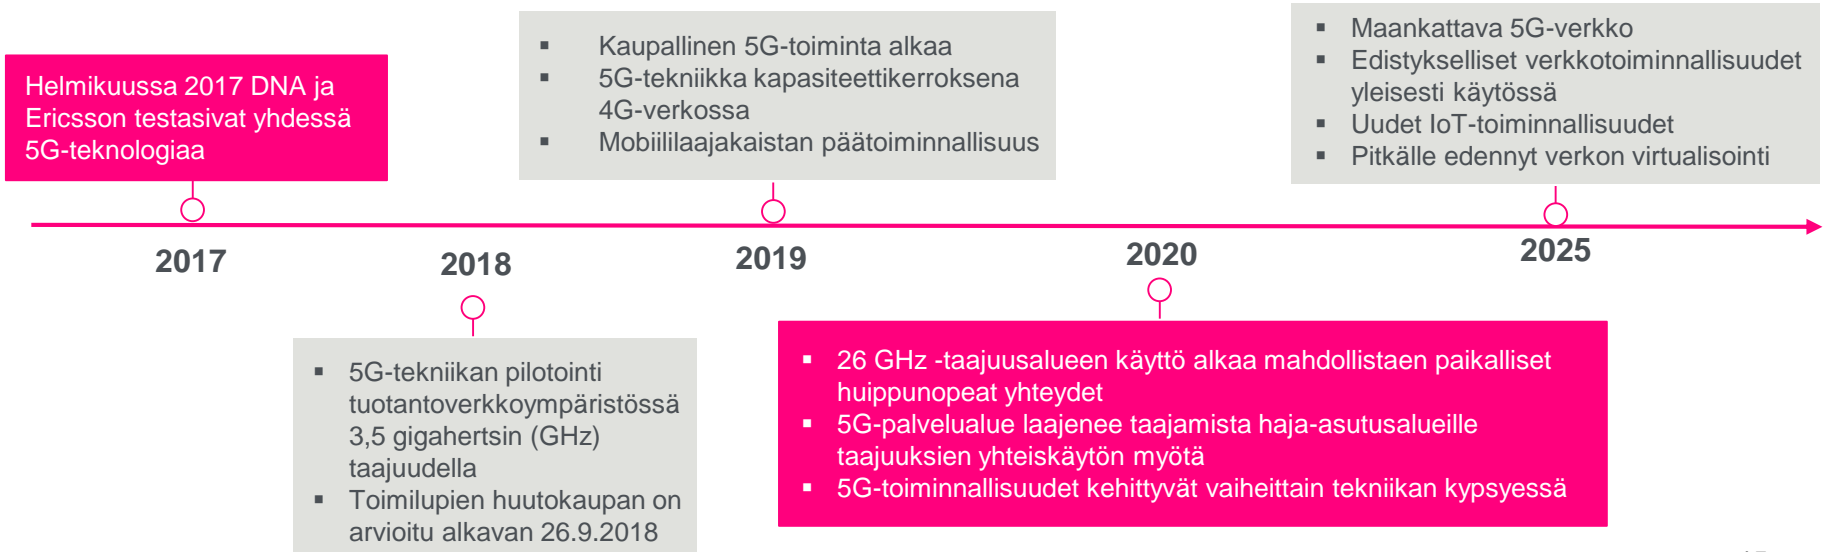 Helmikuussa 2017 DNA ja
Ericsson testasivat yhdessä
5G-teknologiaa
▪ Kaupallinen 5G-toiminta alkaa
▪ 5G-tekniikka kapasiteettikerroksena
4G-verkossa
▪ Mobiililaajakaistan päätoiminnallisuus
▪ Maankattava 5G-verkko
▪ Edistykselliset verkkotoiminnallisuudet
yleisesti käytössä
▪ Uudet IoT-toiminnallisuudet
▪ Pitkälle edennyt verkon virtualisointi
2017
2018
2019
2020
2025
▪ 5G-tekniikan pilotointi
tuotantoverkkoympäristössä
3,5 gigahertsin (GHz)
taajuudella
▪ Toimilupien huutokaupan on
arvioitu alkavan 26.9.2018
▪ 26 GHz -taajuusalueen käyttö alkaa mahdollistaen paikalliset
huippunopeat yhteydet
▪ 5G-palvelualue laajenee taajamista haja-asutusalueille
taajuuksien yhteiskäytön myötä
▪ 5G-toiminnallisuudet kehittyvät vaiheittain tekniikan kypsyessä